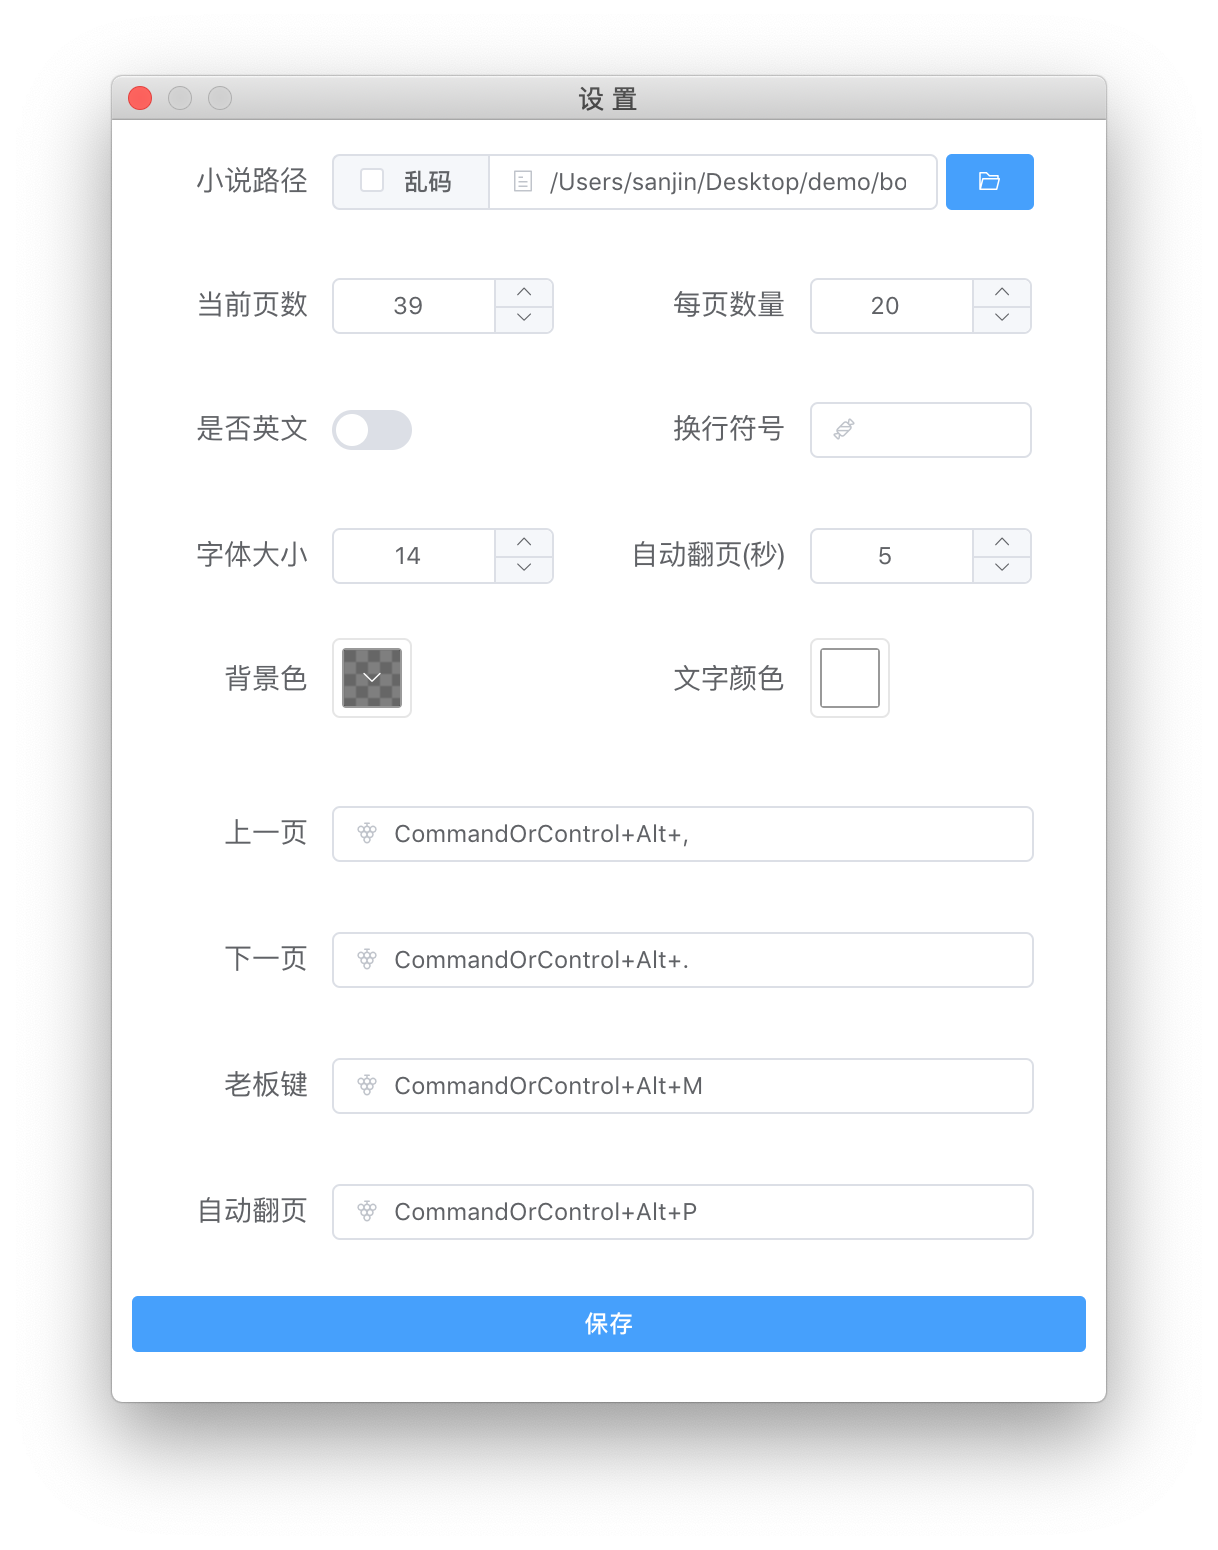 设 置
小说路径 乱码 /Users/sanjin/Desktop/demo/bo
当前页数 39 每页数量 20
是否英文 换行符号
字体大小 14 自动翻页(秒) 5
背景色 文字颜色
上一页 CommandOrControl+Alt+,
下一页 CommandOrControl+Alt+.
老板键 CommandOrControl+Alt+M
自动翻页 CommandOrControl+Alt+P
保存